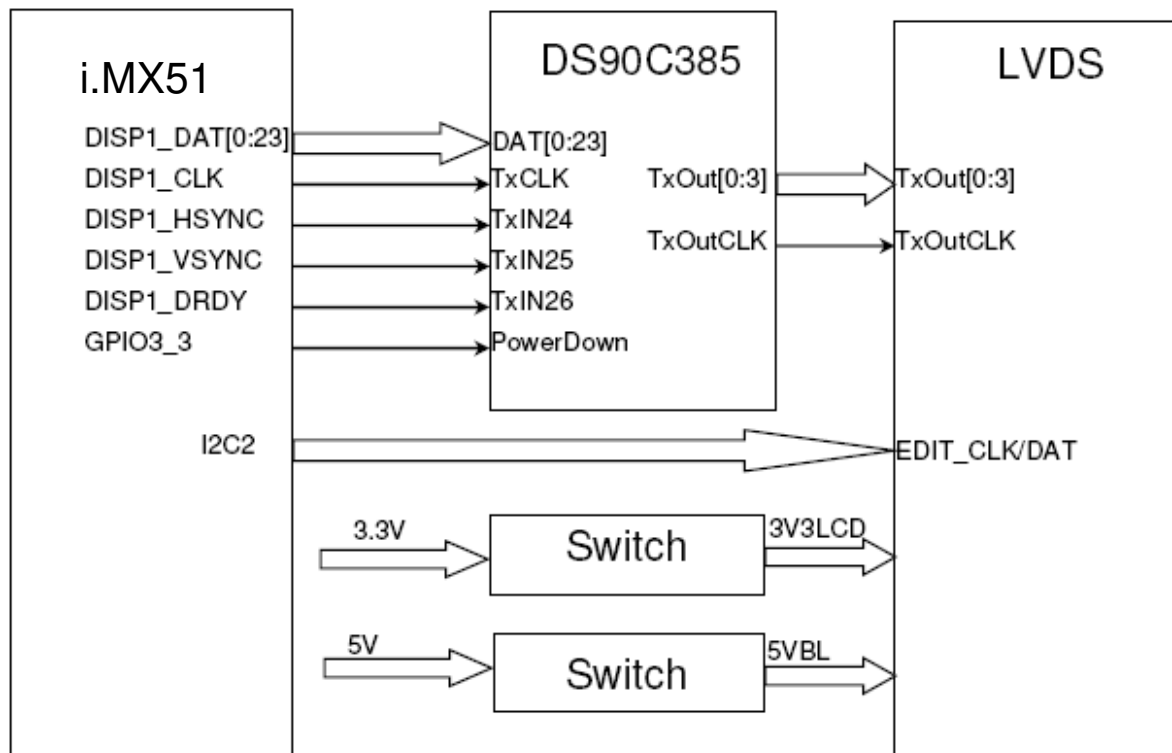 i.MX51
DISP1_DAT[0:23]
DISP1_CLK
DISP1_HSYNC
DISP1_VSYNC
DISP1_DRDY
GPIO3_3
I2C2
DS90C385
DAT[0:23]
TxCLK
TxIN24
TxIN25
TxIN26
PowerDown
TxOut[0:3]
TxOutCLK
LVDS
TxOut[0:3]
TxOutCLK
EDIT_CLK/DAT
3.3V
Switch
3V3LCD
5V
Switch
5VBL